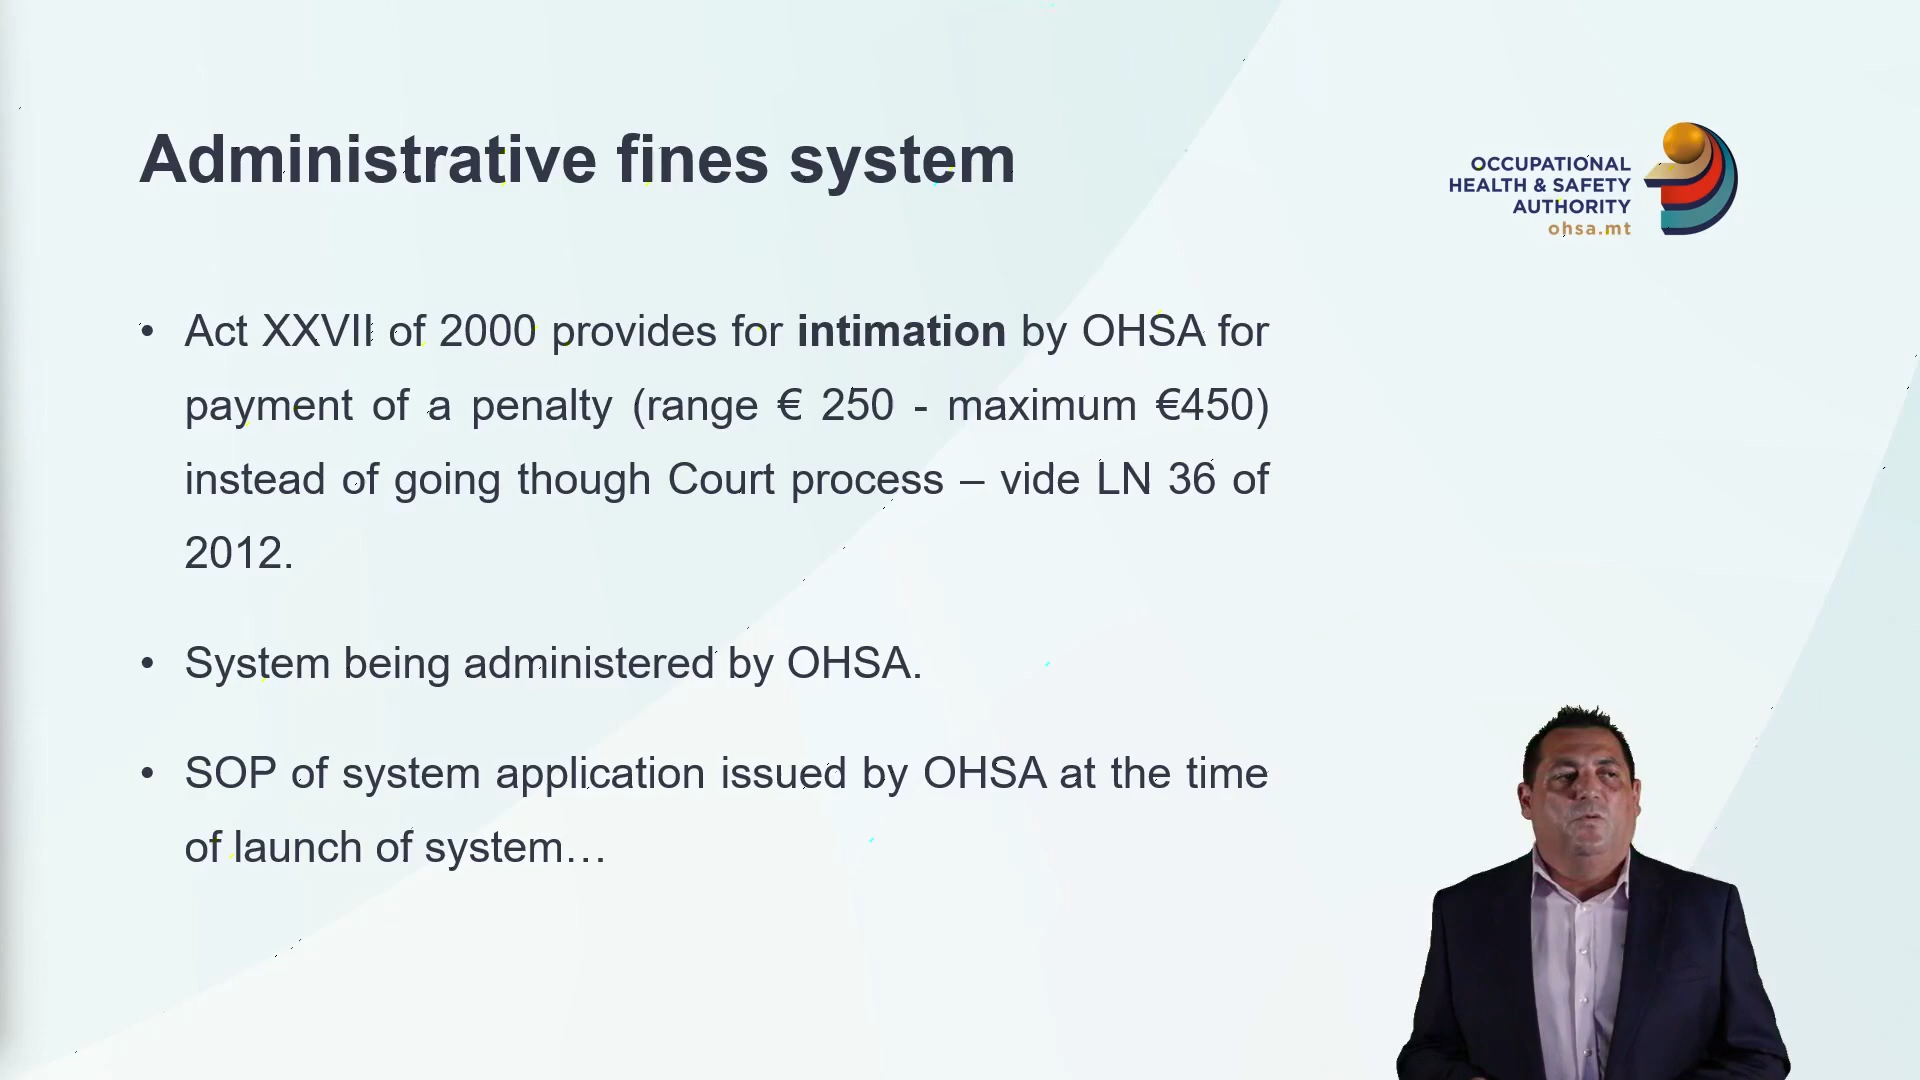 Administrative fines system
OCCUPATIONAL
HEALTH & SAFETY
AUTHORITY
ohsa.mt
• Act XXVII of 2000 provides for intimation by OHSA for
payment of a penalty (range € 250 - maximum €450)
instead of going though Court process – vide LN 36 of
2012.
• System being administered by OHSA.
• SOP of system application issued by OHSA at the time
of launch of system…